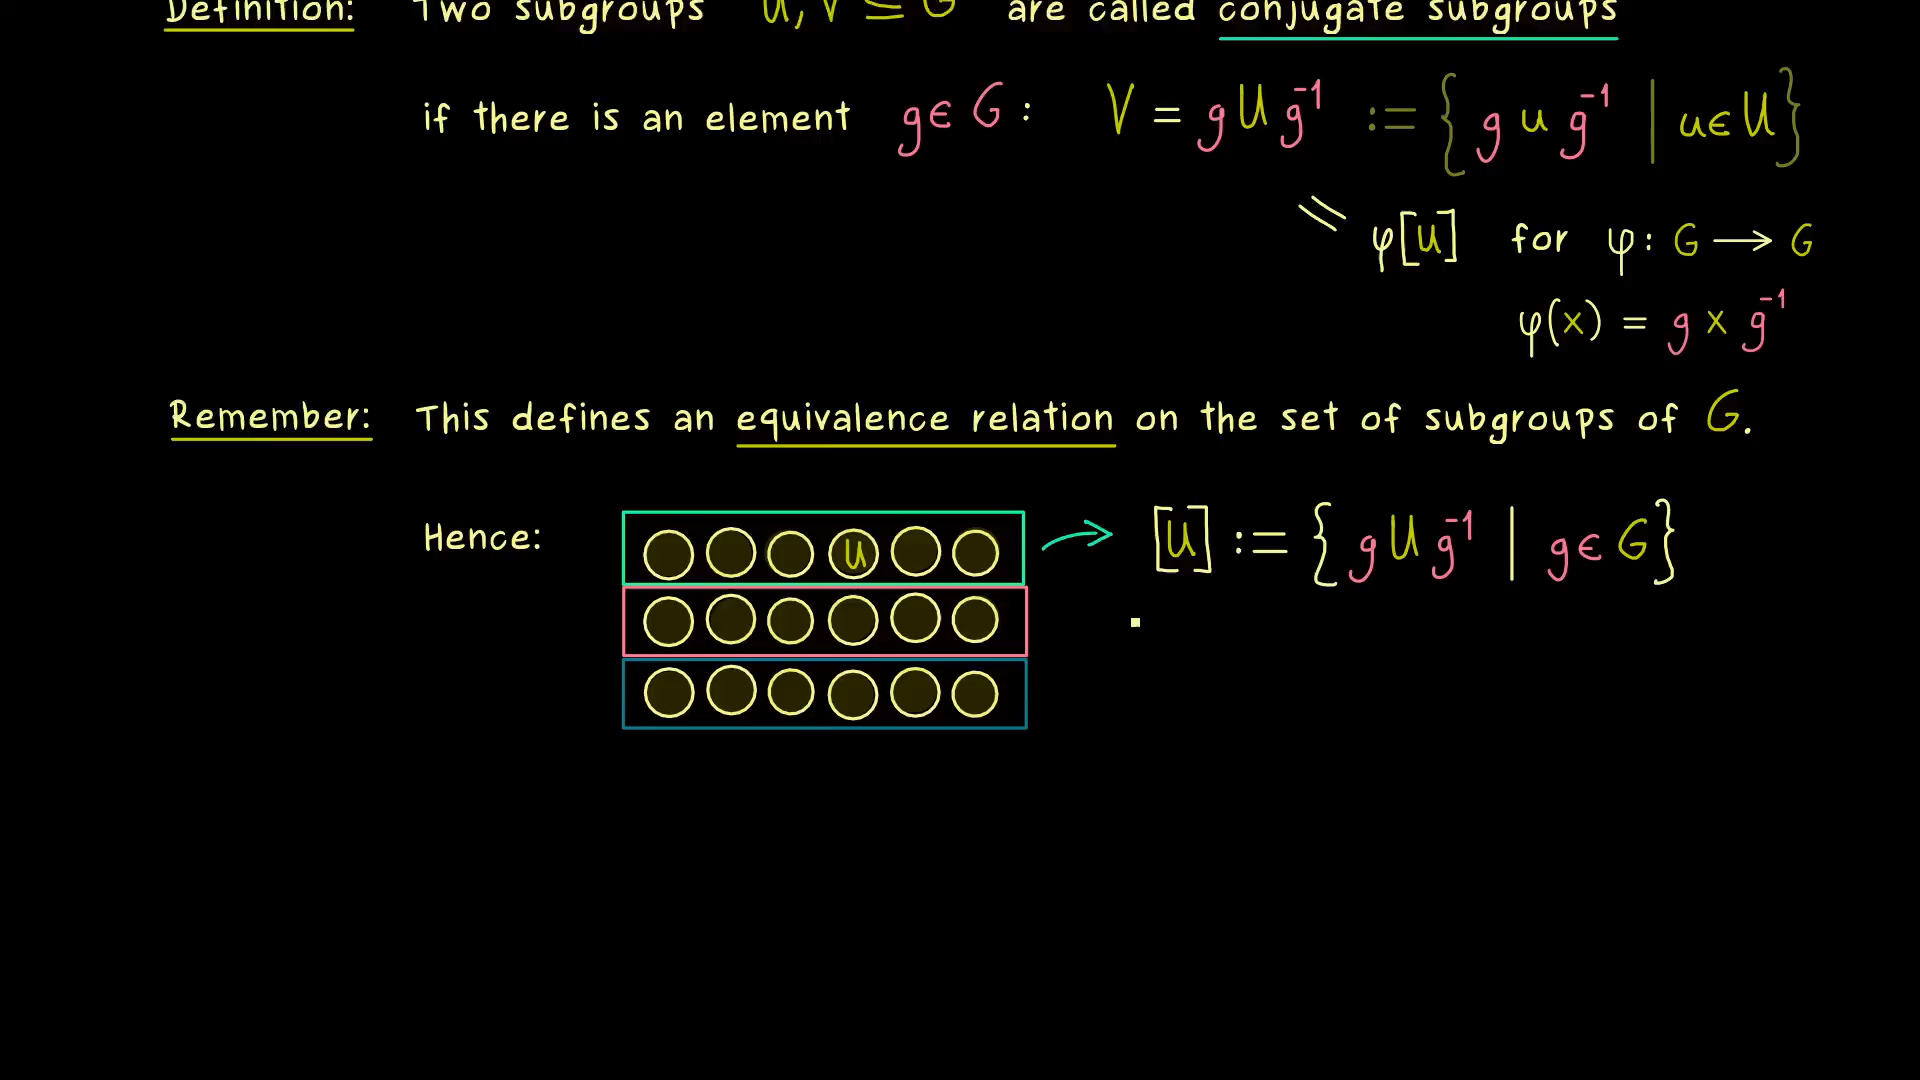 Definition: Two subgroups U, V ⊆ G are called conjugate subgroups
if there is an element g ∈ G : V = g U g⁻¹ := { g u g⁻¹ | u ∈ U }
= φ[U] for φ: G → G
φ(x) = g x g⁻¹
Remember: This defines an equivalence relation on the set of subgroups of G.
Hence: U [U] := { g U g⁻¹ | g ∈ G }